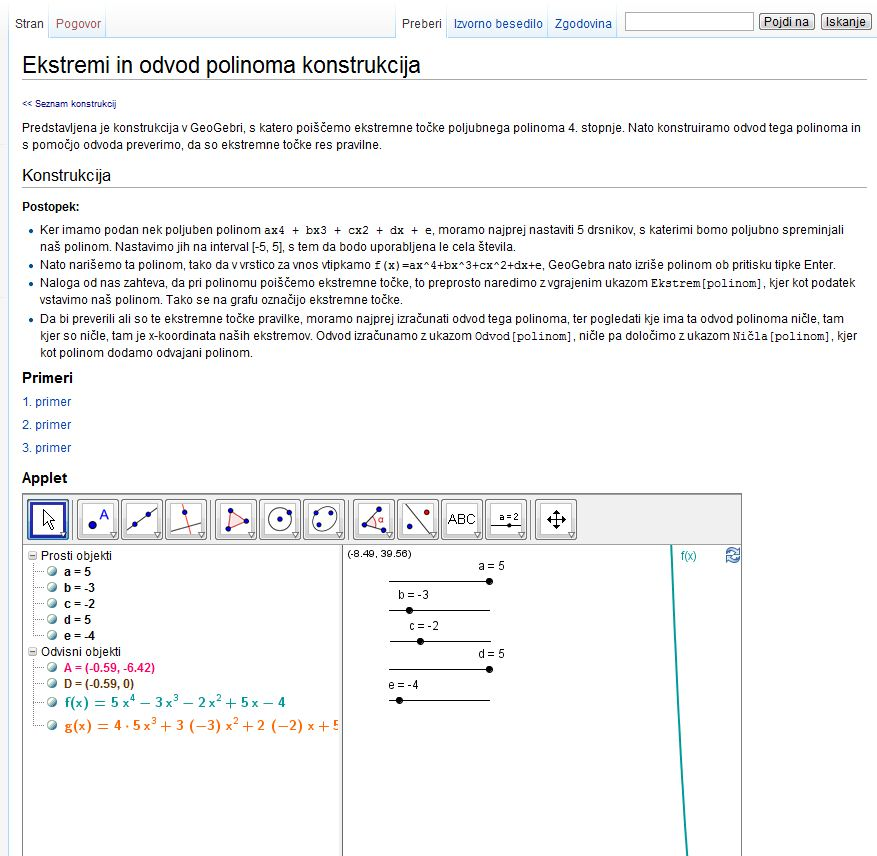 Stran Pogovor Preberi Izvorno besedilo Zgodovina Pojdi na Iskanje
Ekstremi in odvod polinoma konstrukcija
<< Seznam konstrukcij
Predstavljena je konstrukcija v GeoGebri, s katero poiščemo ekstremne točke poljubnega polinoma 4. stopnje. Nato konstruiramo odvod tega polinoma in
s pomočjo odvoda preverimo, da so ekstremne točke res pravilne.
Konstrukcija
Postopek:
Ker imamo podan nek poljuben polinom ax4 + bx3 + cx2 + dx + e, moramo najprej nastaviti 5 drsnikov, s katerimi bomo poljubno spreminjali
naš polinom. Nastavimo jih na interval [-5, 5], s tem da bodo uporabljena le cela števila.
Nato narišemo ta polinom, tako da v vrstico za vnos vtipkamo f(x)=ax^4+bx^3+cx^2+dx+e, GeoGebra nato izriše polinom ob pritisku tipke Enter.
Naloga od nas zahteva, da pri polinomu poiščemo ekstremne točke, to preprosto naredimo z vgrajenim ukazom Ekstrem[polinom], kjer kot podatek
vstavimo naš polinom. Tako se na grafu označijo ekstremne točke.
Da bi preverili ali so te ekstremne točke pravilke, moramo najprej izračunati odvod tega polinoma, ter pogledati kje ima ta odvod polinoma ničle, tam
kjer so ničle, tam je x-koordinata naših ekstremov. Odvod izračunamo z ukazom Odvod[polinom], ničle pa določimo z ukazom Ničla[polinom], kjer
kot polinom dodamo odvajani polinom.
Primeri
1. primer
2. primer
3. primer
Applet
A α ABC a = 2
Prosti objekti
a = 5
b = -3
c = -2
d = 5
e = -4
Odvisni objekti
A = (-0.59, -6.42)
D = (-0.59, 0)
f(x) = 5 x⁴ − 3 x³ − 2 x² + 5 x − 4
g(x) = 4 · 5 x³ + 3 (−3) x² + 2 (−2) x + 5
(-8.49, 39.56)
a = 5
b = -3
c = -2
d = 5
e = -4
f(x)